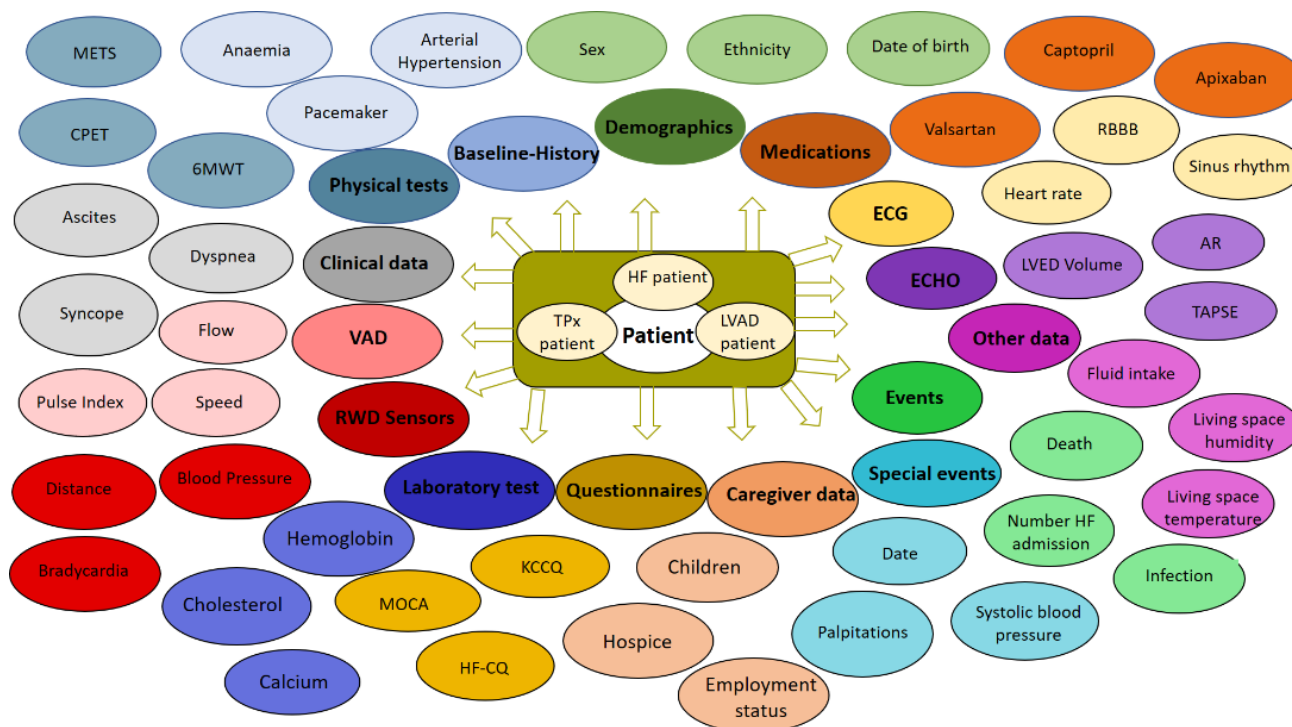 METS
Anaemia
Arterial
Hypertension
Sex
Ethnicity
Date of birth
Captopril
Apixaban
CPET
Pacemaker
Demographics
Valsartan
RBBB
6MWT
Physical tests
Baseline-History
Medications
Heart rate
Sinus rhythm
Ascites
Dyspnea
Clinical data
ECG
AR
HF patient
ECHO
LVED Volume
Syncope
Flow
VAD
TPx
patient
Patient
LVAD
patient
Other data
TAPSE
Pulse Index
Speed
RWD Sensors
Events
Fluid intake
Living space
humidity
Distance
Blood Pressure
Laboratory test
Questionnaires
Caregiver data
Special events
Death
Living space
temperature
Bradycardia
Hemoglobin
KCCQ
Children
Date
Number HF
admission
Infection
Cholesterol
MOCA
Hospice
Palpitations
Systolic blood
pressure
Calcium
HF-CQ
Employment
status